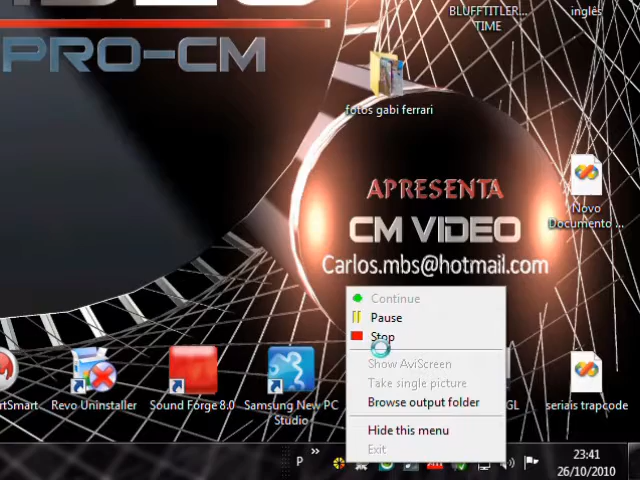 PRO-CM
BLUFFTITLER...
TIME
inglês
fotos gabi ferrari
APRESENTA
CM VIDEO
Carlos.mbs@hotmail.com
Novo
Documento ...
Continue
Pause
Stop
Show AviScreen
Take single picture
Browse output folder
Hide this menu
Exit
artSmart
Revo Uninstaller
Sound Forge 8.0
Samsung New PC
Studio
GL
seriais trapcode
P
23:41
26/10/2010